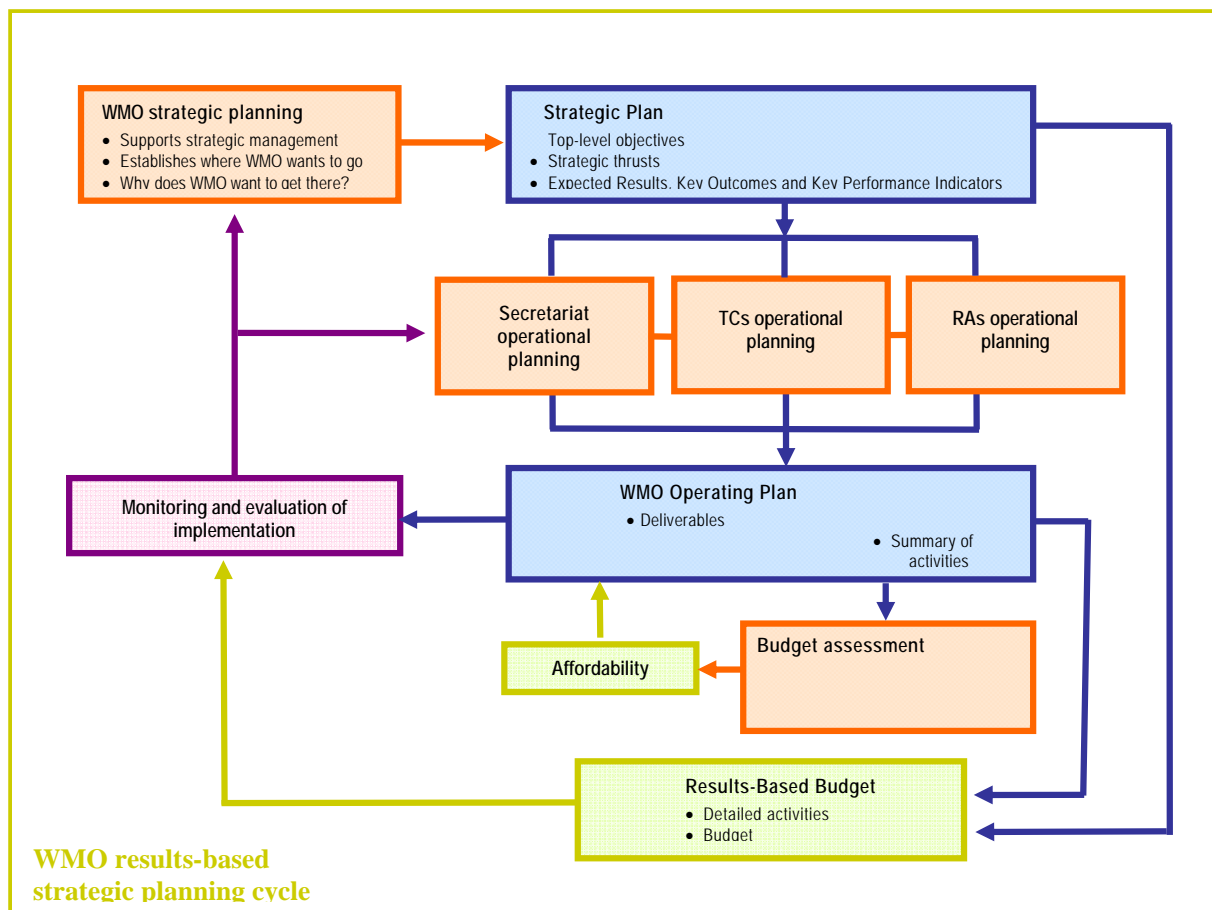 WMO strategic planning
• Supports strategic management
• Establishes where WMO wants to go
• Why does WMO want to get there?
Strategic Plan
Top-level objectives
• Strategic thrusts
• Expected Results, Key Outcomes and Key Performance Indicators
Secretariat
operational
planning
TCs operational
planning
RAs operational
planning
Monitoring and evaluation of
implementation
WMO Operating Plan
• Deliverables
• Summary of
activities
Affordability
Budget assessment
Results-Based Budget
• Detailed activities
• Budget
WMO results-based
strategic planning cycle